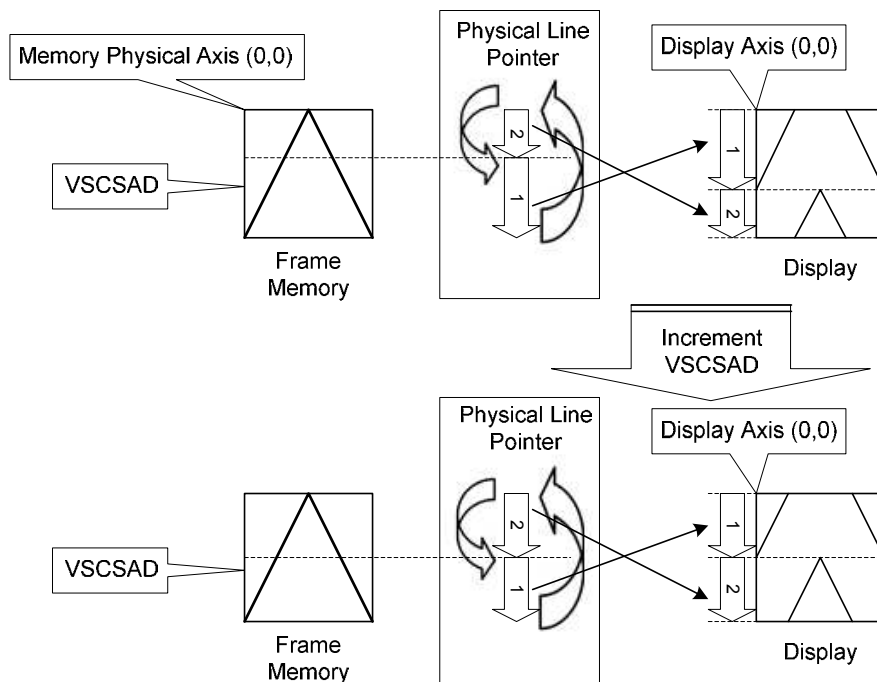 Memory Physical Axis (0,0)
Physical Line
Pointer
Display Axis (0,0)
VSCSAD
2
1
1
2
Frame
Memory
Display
Increment
VSCSAD
Physical Line
Pointer
Display Axis (0,0)
VSCSAD
2
1
1
2
Frame
Memory
Display